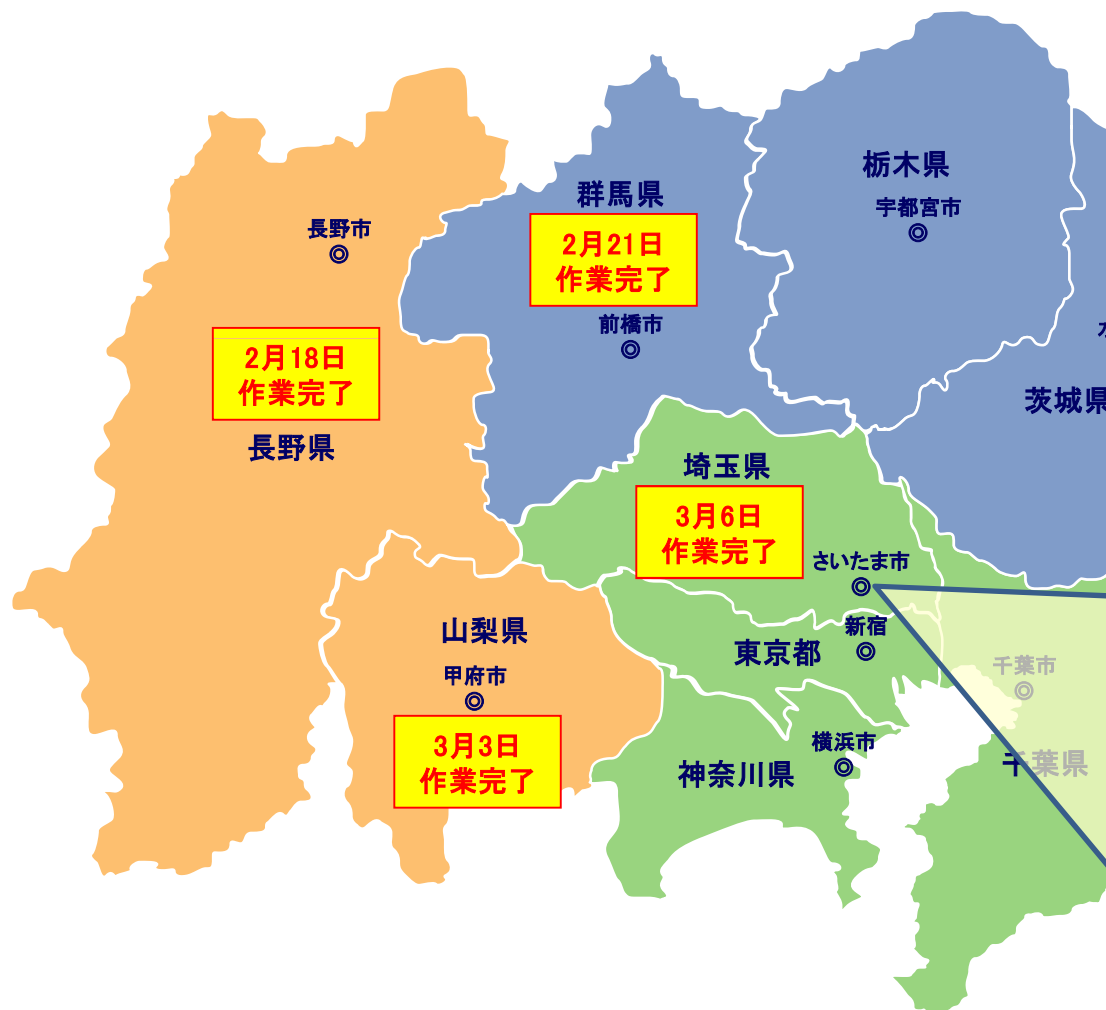 栃木県
宇都宮市
群馬県
2月21日
作業完了
前橋市
長野市
2月18日
作業完了
長野県
茨城県
埼玉県
3月6日
作業完了
さいたま市
新宿
東京都
山梨県
甲府市
3月3日
作業完了
千葉市
千葉県
横浜市
神奈川県